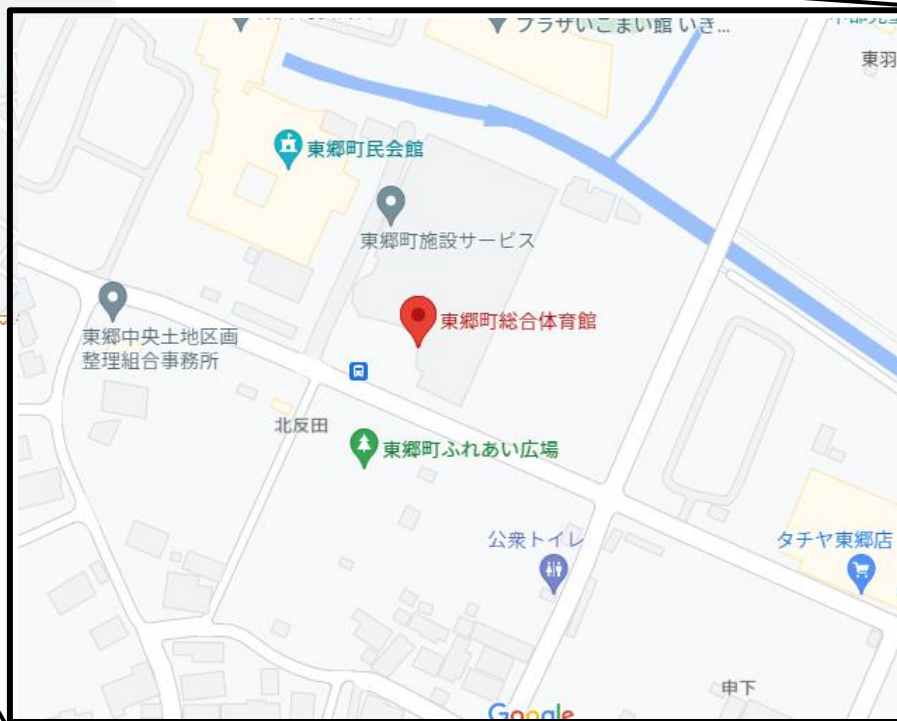 プラザいこまい館 いき...
東羽
東郷町民会館
東郷町施設サービス
東郷町総合体育館
東郷中央土地区画
整理組合事務所
北反田
東郷町ふれあい広場
公衆トイレ
タチヤ東郷店
申下
Google